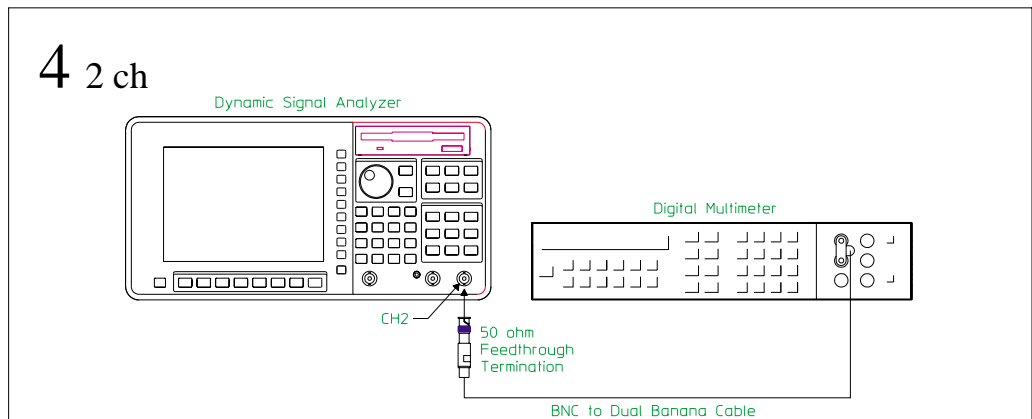 4 2 ch
Dynamic Signal Analyzer
Digital Multimeter
CH2
50 ohm
Feedthrough
Termination
BNC to Dual Banana Cable